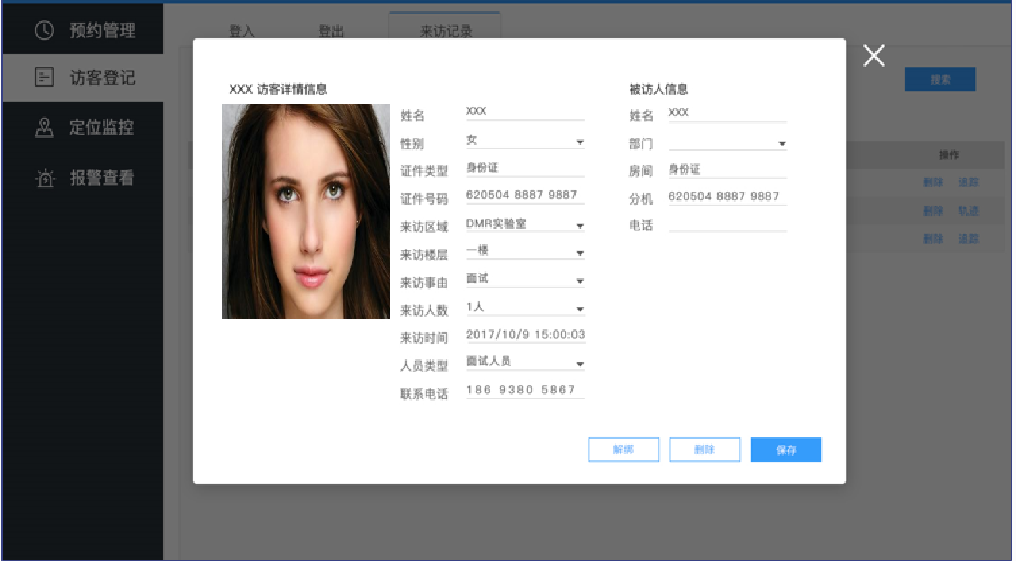 预约管理
访客登记
定位监控
报警查看
登入 登出 来访记录
搜索
操作
删除 追踪
删除 轨迹
删除 追踪
XXX 访客详情信息
姓名 XXX
性别 女
证件类型 身份证
证件号码 620504 8887 9887
来访区域 DMR实验室
来访楼层 一楼
来访事由 面试
来访人数 1人
来访时间 2017/10/9 15:00:03
人员类型 面试人员
联系电话 186 9380 5867
被访人信息
姓名 XXX
部门
房间 身份证
分机 620504 8887 9887
电话
解绑 删除 保存